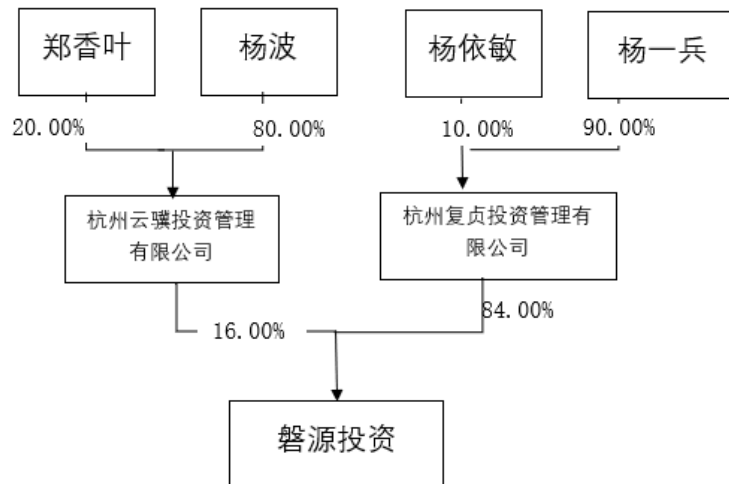 郑香叶
杨波
杨依敏
杨一兵
20.00%
80.00%
10.00%
90.00%
杭州云骥投资管理
有限公司
杭州复贞投资管理有
限公司
16.00%
84.00%
磐源投资